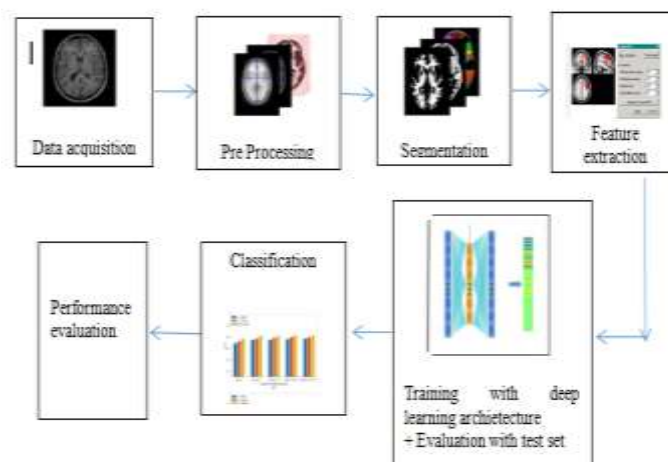 Data acquisition
Pre Processing
Segmentation
Feature
extraction
Training with deep
learning archietecture
+ Evaluation with test set
Classification
Performance
evaluation